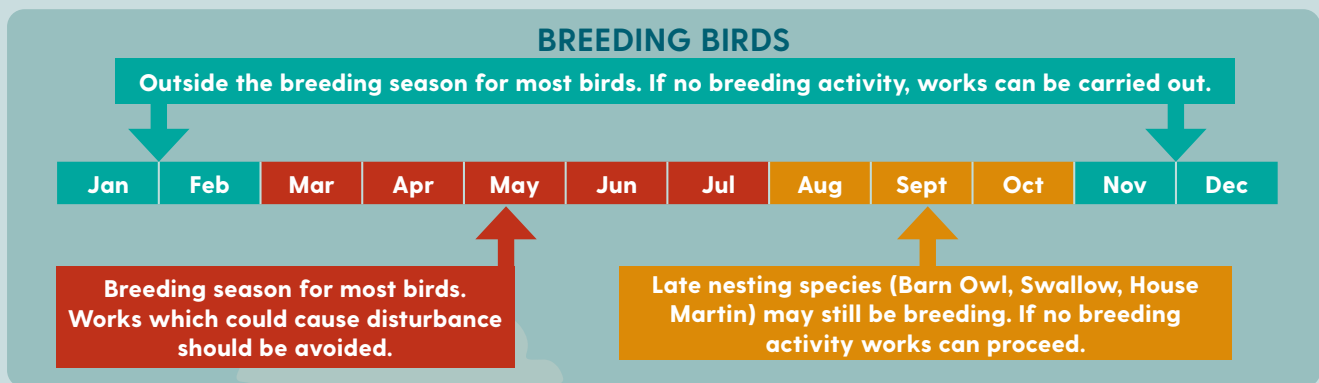 BREEDING BIRDS
Outside the breeding season for most birds. If no breeding activity, works can be carried out.
Jan Feb Mar Apr May Jun Jul Aug Sept Oct Nov Dec
Breeding season for most birds.
Works which could cause disturbance
should be avoided.
Late nesting species (Barn Owl, Swallow, House
Martin) may still be breeding. If no breeding
activity works can proceed.